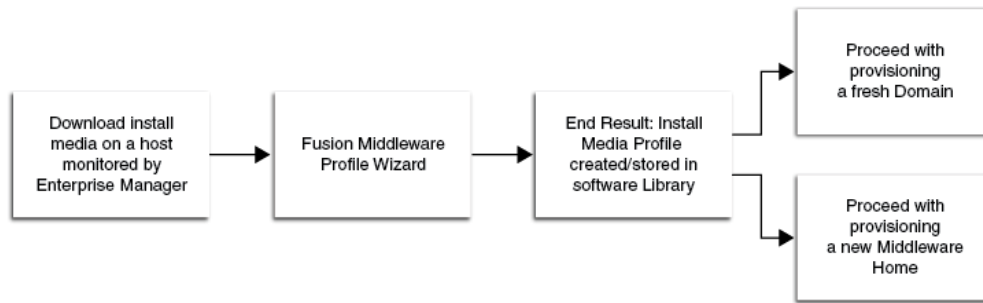 Download install
media on a host
monitored by
Enterprise Manager
Fusion Middleware
Profile Wizard
End Result: Install
Media Profile
created/stored in
software Library
Proceed with
provisioning
a fresh Domain
Proceed with
provisioning
a new Middleware
Home